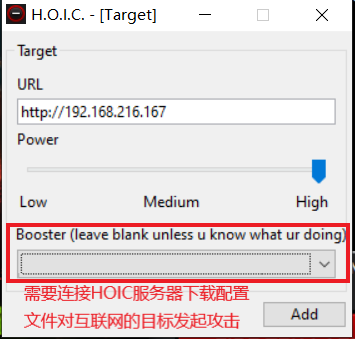 H.O.I.C. - [Target]
Target
URL
http://192.168.216.167
Power
Low Medium High
Booster (leave blank unless u know what ur doing)
需要连接HOIC服务器下载配置
文件对互联网的目标发起攻击
Add